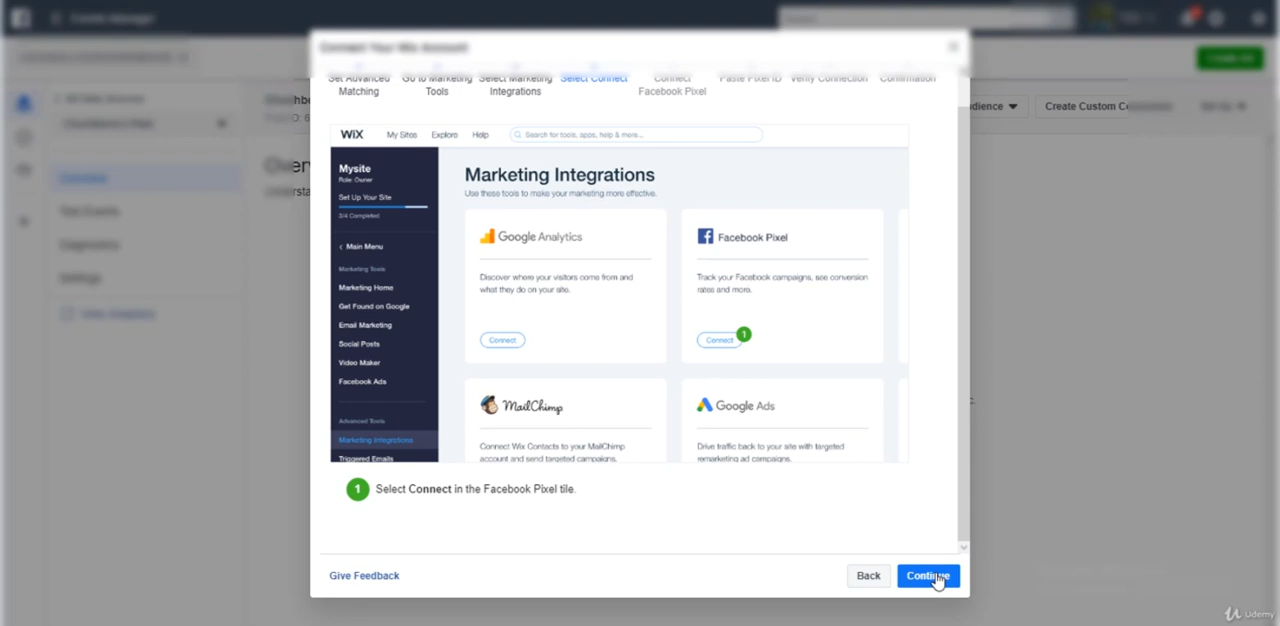 Connect Your Wix Account
Set Advanced Matching
Go to Marketing Tools
Select Marketing Integrations
Select Connect
Connect Facebook Pixel
Paste Pixel ID
Verify Connection
Confirmation
WiX My Sites Explore Help Search for tools, apps, help & more...
Mysite
Role: Owner
Set Up Your Site
3/4 Completed
< Main Menu
Marketing Tools
Marketing Home
Get Found on Google
Email Marketing
Social Posts
Video Maker
Facebook Ads
Advanced Tools
Marketing Integrations
Triggered Emails
Marketing Integrations
Use these tools to make your marketing more effective.
Google Analytics
Discover where your visitors come from and
what they do on your site.
Connect
Facebook Pixel
Track your Facebook campaigns, see conversion
rates and more.
Connect 1
MailChimp
Connect Wix Contacts to your MailChimp
account and send targeted campaigns.
Google Ads
Drive traffic back to your site with targeted
remarketing ad campaigns.
1 Select Connect in the Facebook Pixel tile.
Give Feedback
Back
Continue
Create Custom
Udemy